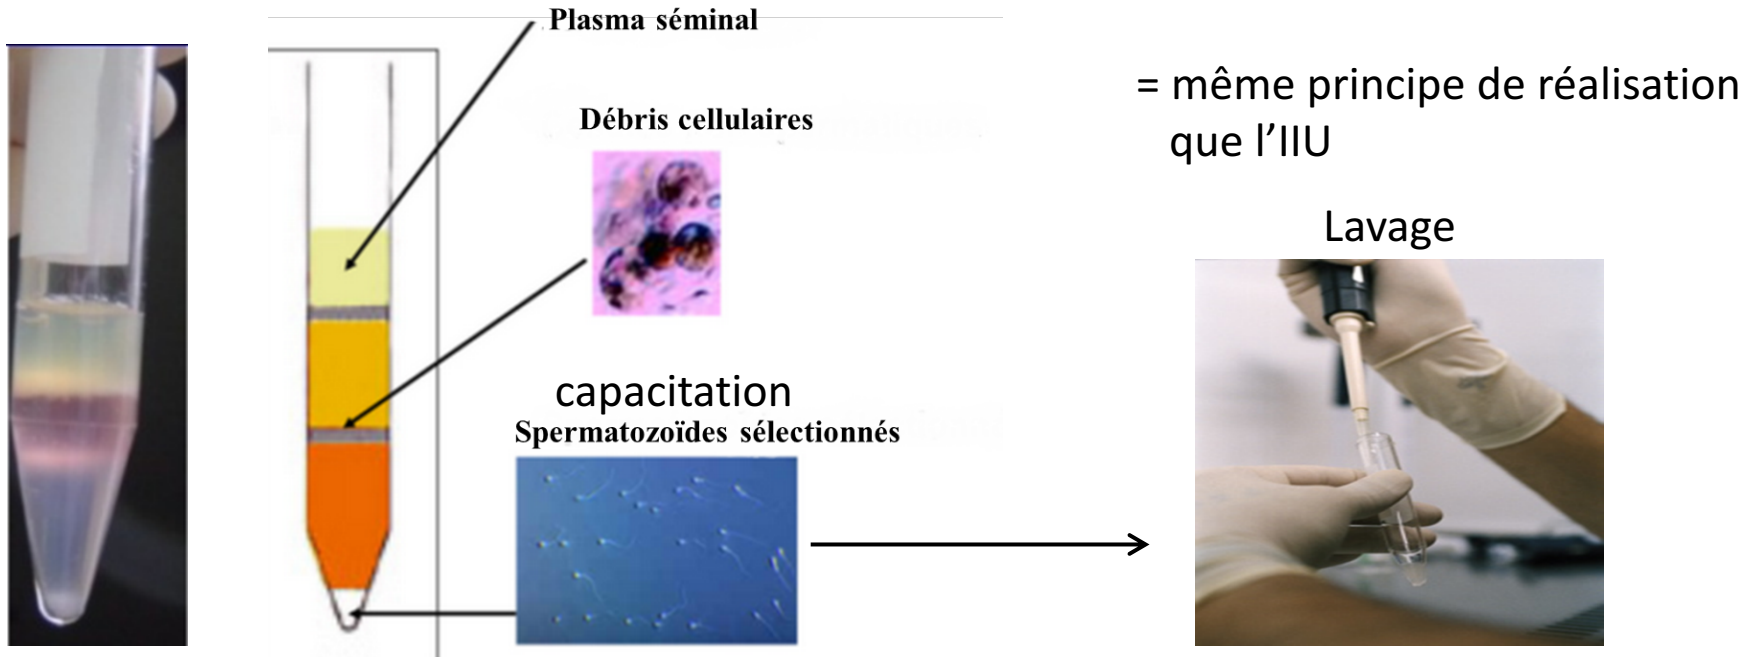 Plasma séminal
Débris cellulaires
capacitation
Spermatozoïdes sélectionnés
= même principe de réalisation
que l’IIU
Lavage